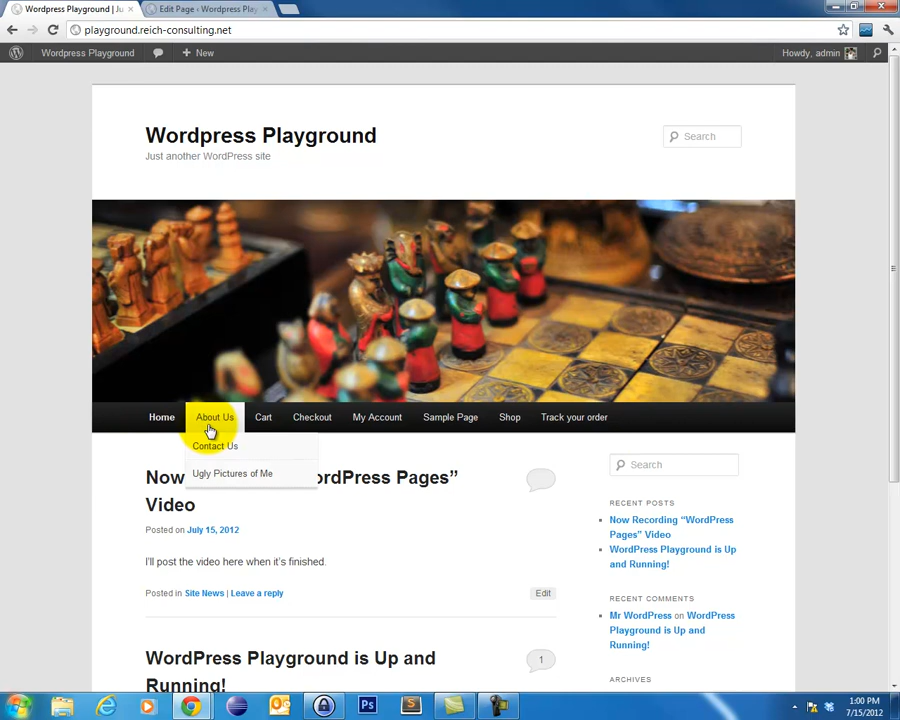 Wordpress Playground | Ju
Edit Page ‹ Wordpress Play
playground.reich-consulting.net
Wordpress Playground
New
Howdy, admin
Wordpress Playground
Search
Just another WordPress site
Home
About Us
Cart
Checkout
My Account
Sample Page
Shop
Track your order
Contact Us
Ugly Pictures of Me
Now
ordPress Pages”
Video
Posted on July 15, 2012
I'll post the video here when it's finished.
Posted in Site News | Leave a reply
Edit
WordPress Playground is Up and
Running!
1
Search
RECENT POSTS
Now Recording “WordPress
Pages” Video
WordPress Playground is Up
and Running!
RECENT COMMENTS
Mr WordPress on WordPress
Playground is Up and
Running!
ARCHIVES
Ps
S
1:00 PM
7/15/2012